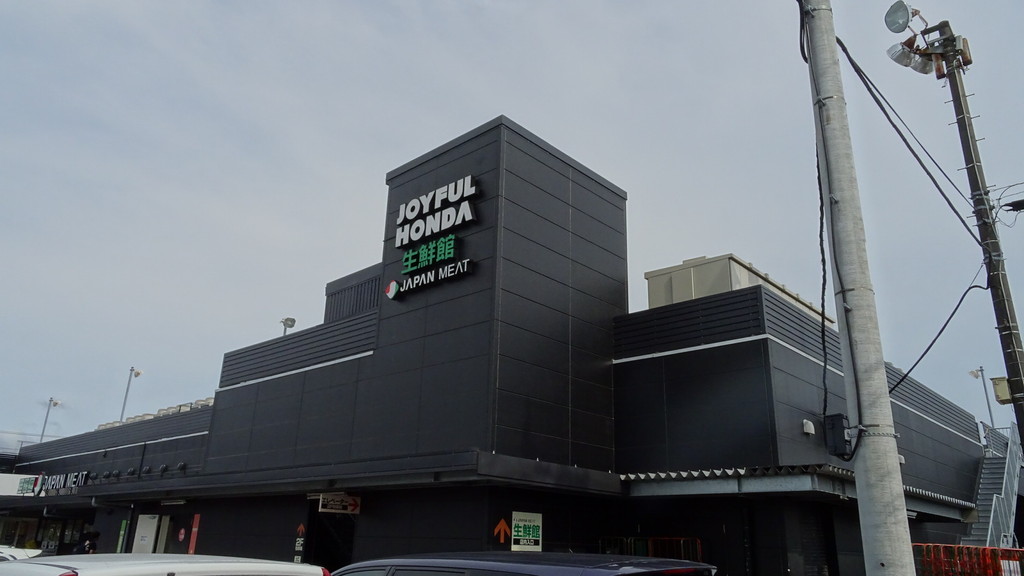 JOYFUL
HONDA
生鮮館
JAPAN MEAT
JAPAN MEAT
生鮮館